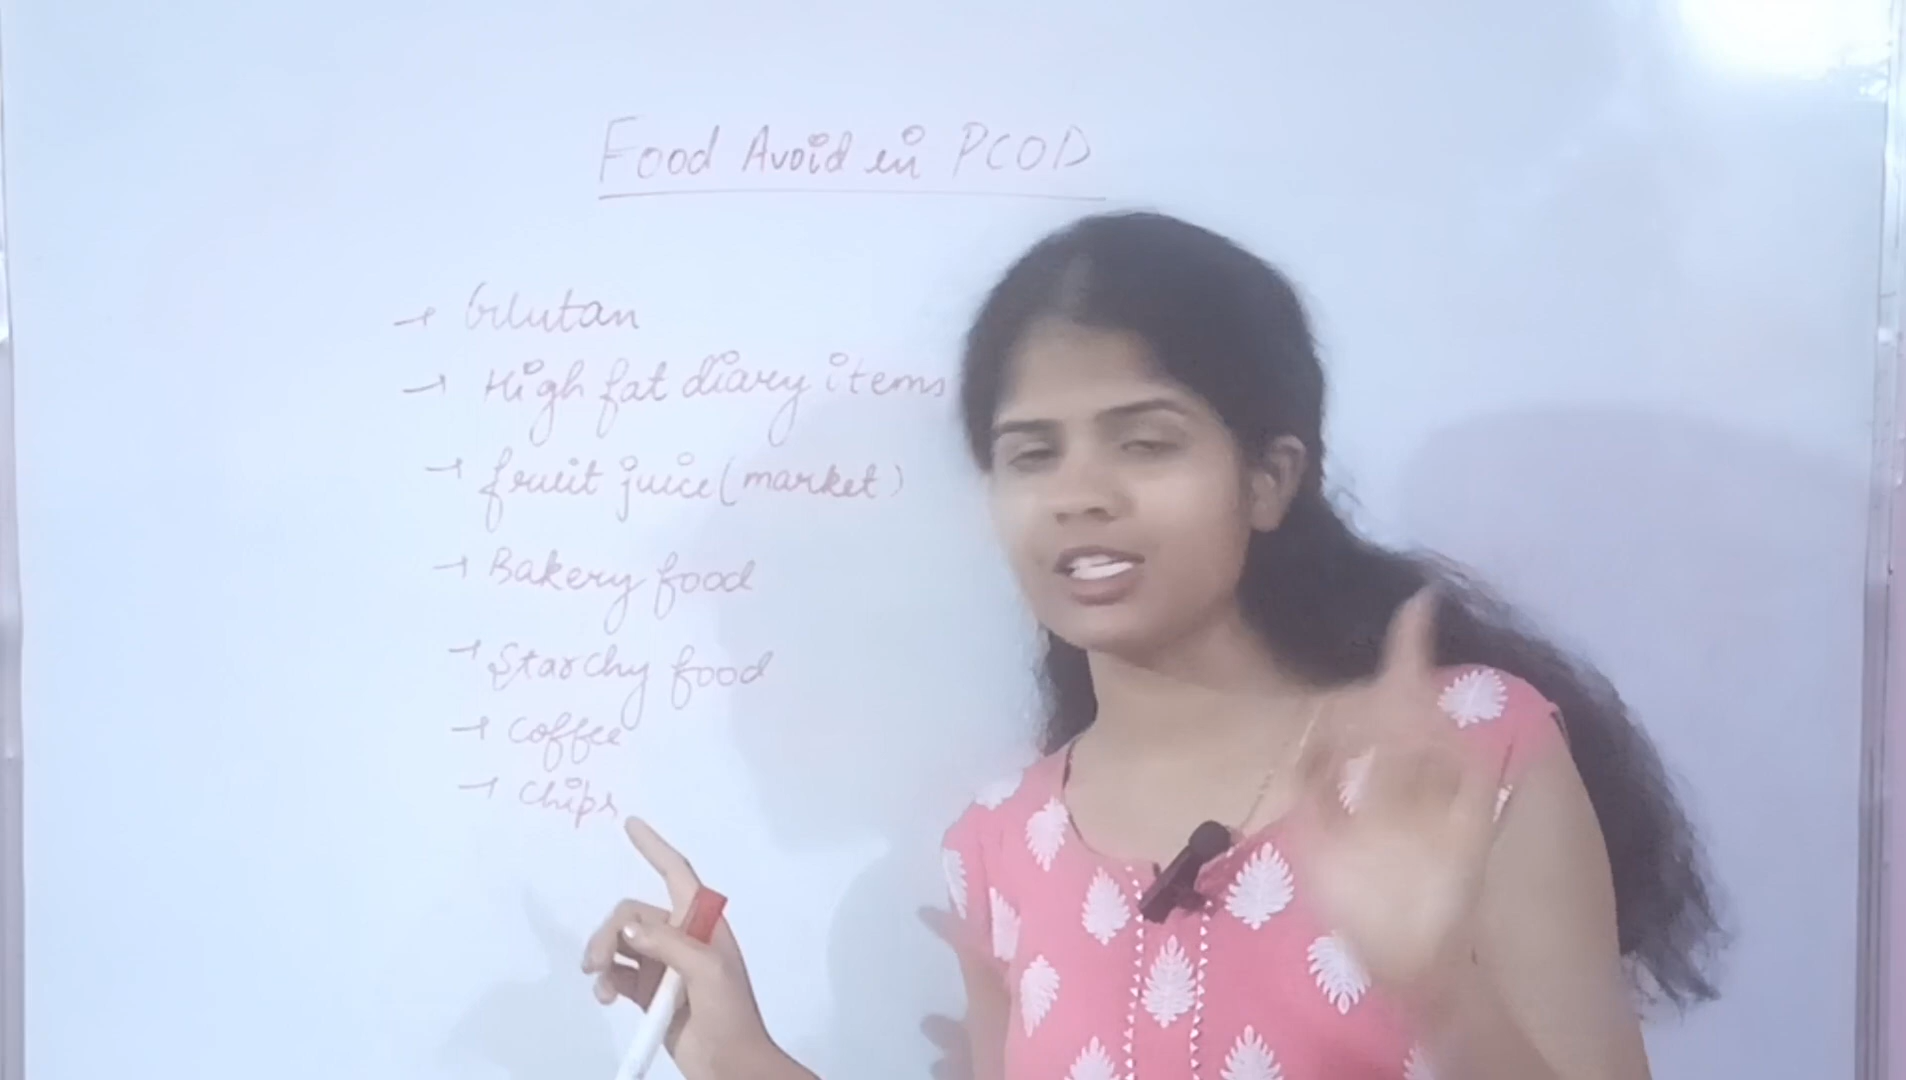 Food Avoid in PCOD
→ Glutan
→ High fat diary items
→ fruit juice (market)
→ Bakery food
→ Starchy food
→ coffee
→ chips